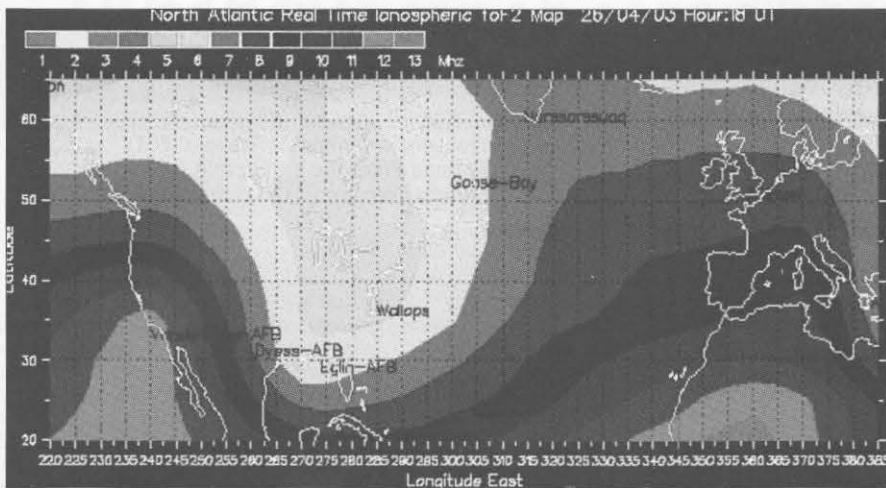 North Atlantic Real Time Ionospheric foF2 Map 26/04/03 Hour:18 UT
1 2 3 4 5 6 7 8 9 10 11 12 13 Mhz
60
Goose-Bay
50
Latitude
40
Wallops
AFB
30
Dyess-AFB
Eglin-AFB
20
220 225 230 235 240 245 250 255 260 265 270 275 280 285 290 295 300 305 310 315 320 325 330 335 340 345 350 355 360 365 370 375 380 385
Longitude East